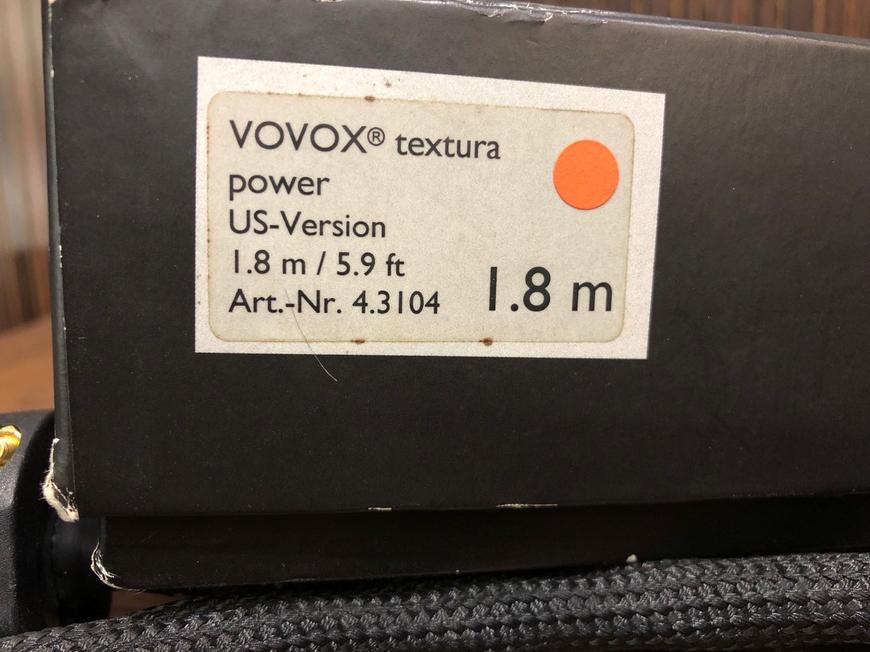 VOVOX® textura
power
US-Version
1.8 m / 5.9 ft
Art.-Nr. 4.3104
1.8 m